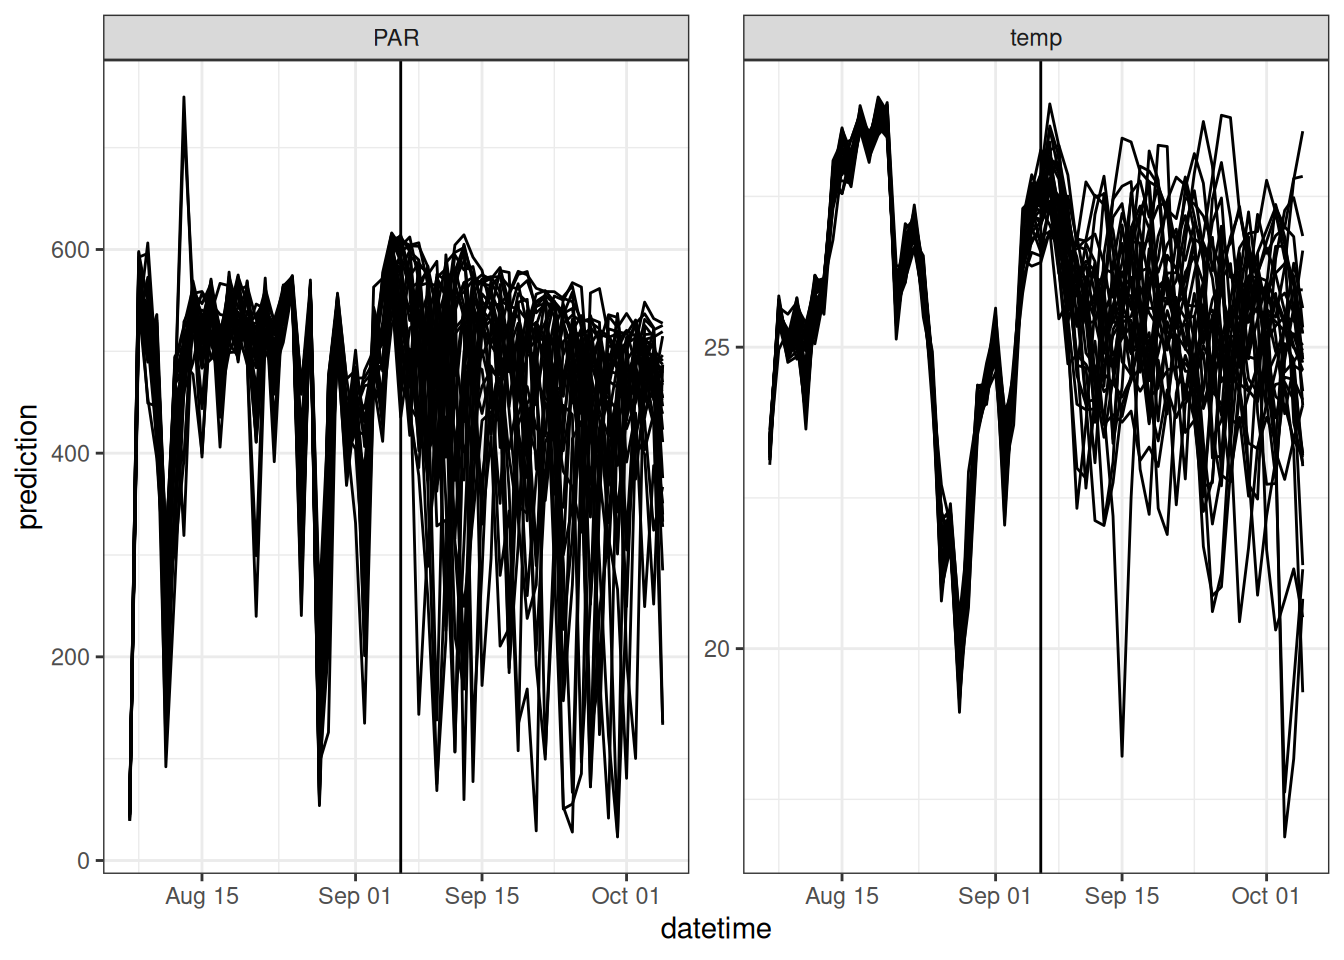 PAR
temp
prediction
600
400
200
0
25
20
Aug 15
Sep 01
Sep 15
Oct 01
Aug 15
Sep 01
Sep 15
Oct 01
datetime